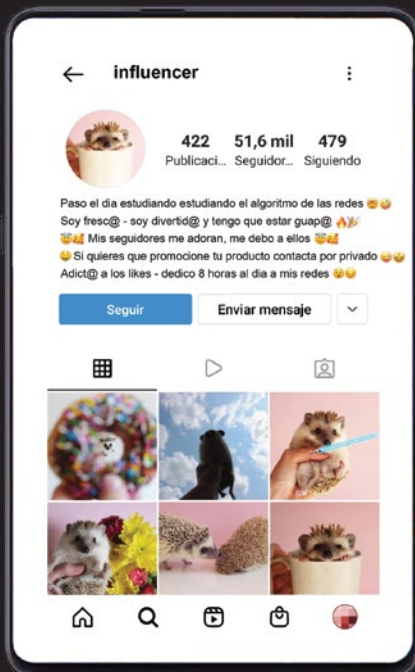 influencer
422 51,6 mil 479
Publicaci... Seguidor... Siguiendo
Paso el dia estudiando estudiando el algoritmo de las redes 🤯🤪
Soy fresc@ - soy divertid@ y tengo que estar guap@ 🔥🎉
😇🥰 Mis seguidores me adoran, me debo a ellos 😇🥰
🤑 Si quieres que promocione tu producto contacta por privado 😜🤩
Adict@ a los likes - dedico 8 horas al dia a mis redes 😵😏
Seguir Enviar mensaje